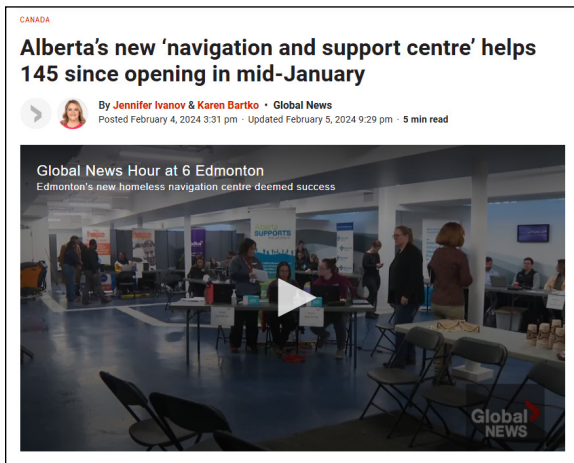 CANADA
Alberta's new 'navigation and support centre' helps
145 since opening in mid-January
By Jennifer Ivanov & Karen Bartko • Global News
Posted February 4, 2024 3:31 pm · Updated February 5, 2024 9:29 pm · 5 min read
Global News Hour at 6 Edmonton
Edmonton's new homeless navigation centre deemed success
Alberta
SUPPORTS
Global
NEWS